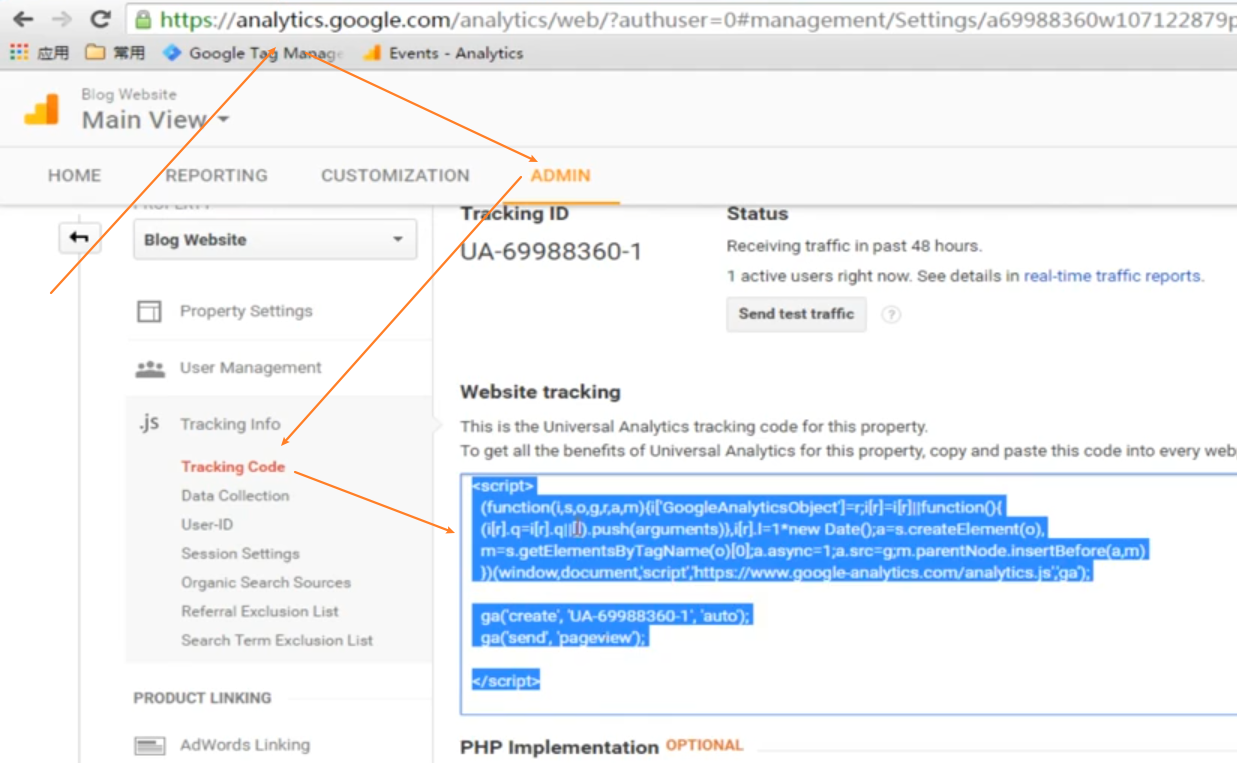 https://analytics.google.com/analytics/web/?authuser=0#management/Settings/a69988360w107122879p
应用 常用 Google Tag Manage Events - Analytics
Blog Website
Main View
HOME REPORTING CUSTOMIZATION ADMIN
PROPERTY
Blog Website
Property Settings
User Management
.js Tracking Info
Tracking Code
Data Collection
User-ID
Session Settings
Organic Search Sources
Referral Exclusion List
Search Term Exclusion List
PRODUCT LINKING
AdWords Linking
Tracking ID
UA-69988360-1
Status
Receiving traffic in past 48 hours.
1 active users right now. See details in real-time traffic reports.
Send test traffic ?
Website tracking
This is the Universal Analytics tracking code for this property.
To get all the benefits of Universal Analytics for this property, copy and paste this code into every web
<script>
(function(i,s,o,g,r,a,m){i['GoogleAnalyticsObject']=r;i[r]=i[r]||function(){
(i[r].q=i[r].q||[]).push(arguments)},i[r].l=1*new Date();a=s.createElement(o),
m=s.getElementsByTagName(o)[0];a.async=1;a.src=g;m.parentNode.insertBefore(a,m)
})(window,document,'script','https://www.google-analytics.com/analytics.js','ga');
ga('create', 'UA-69988360-1', 'auto');
ga('send', 'pageview');
</script>
PHP Implementation OPTIONAL